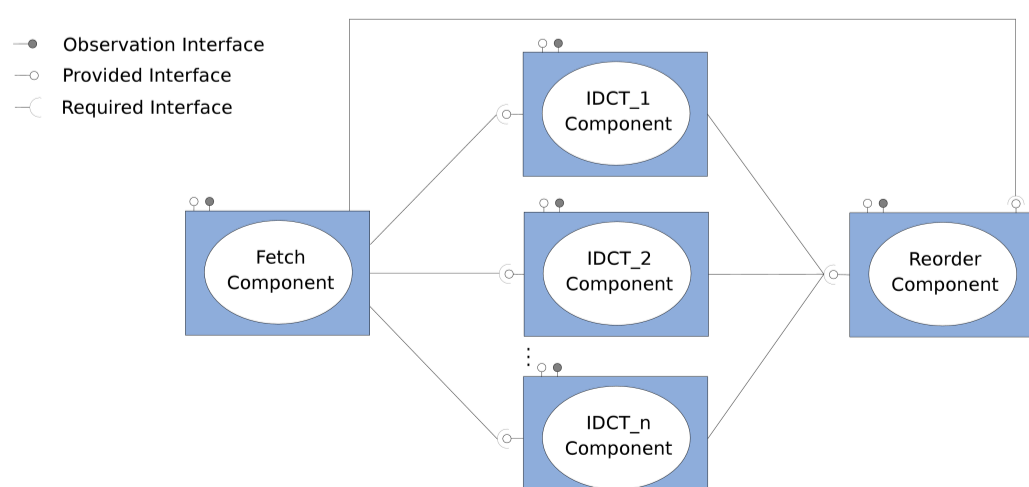 Observation Interface
Provided Interface
Required Interface
IDCT_1
Component
Fetch
Component
IDCT_2
Component
Reorder
Component
⋮
IDCT_n
Component